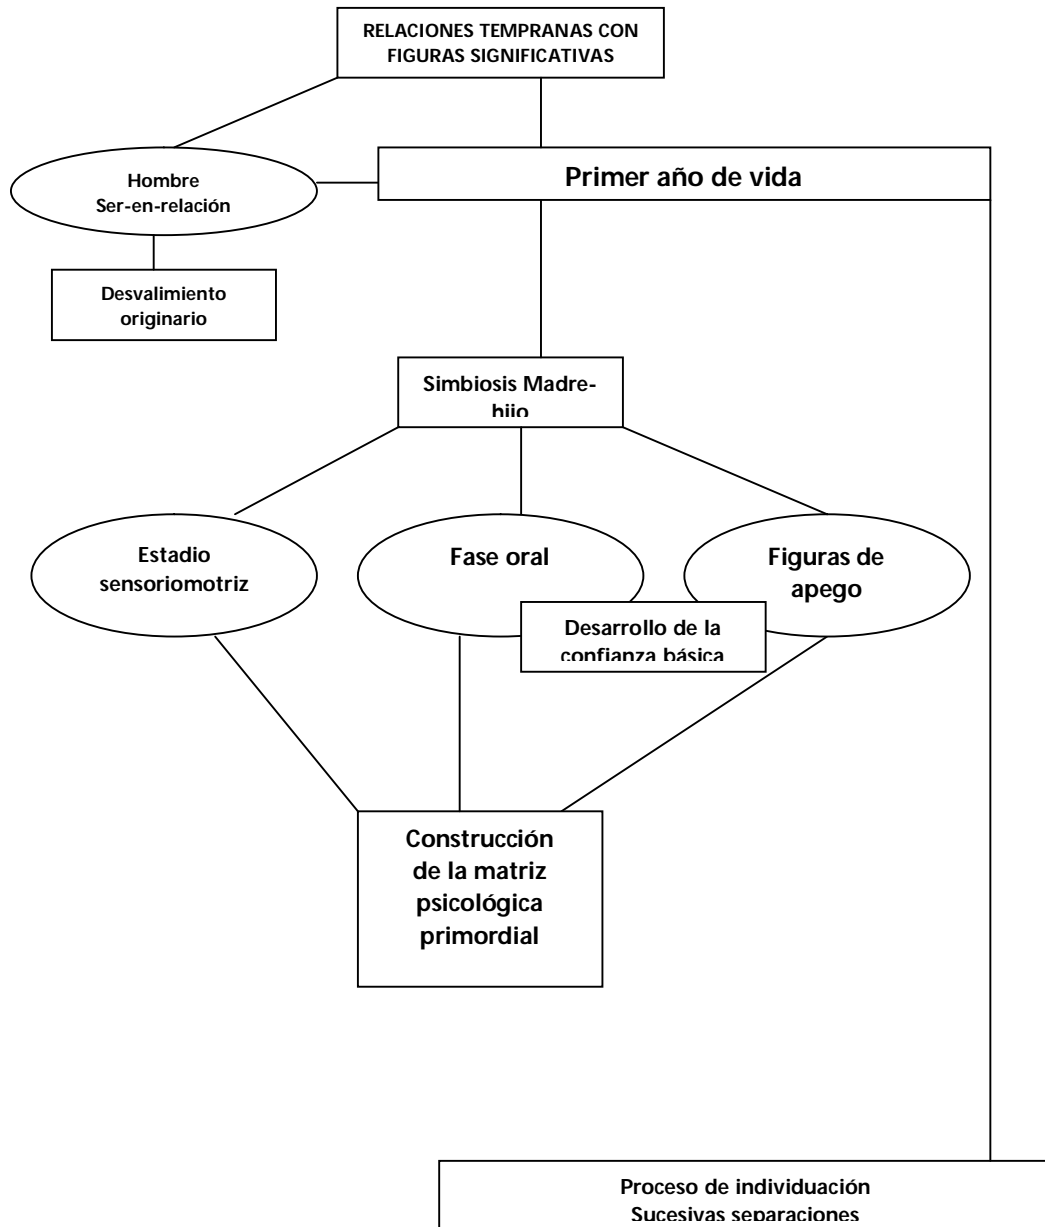 RELACIONES TEMPRANAS CON
FIGURAS SIGNIFICATIVAS
Hombre
Ser-en-relación
Primer año de vida
Desvalimiento
originario
Simbiosis Madre-
hijo
Estadio
sensoriomotriz
Fase oral
Figuras de
apego
Desarrollo de la
confianza básica
Construcción
de la matriz
psicológica
primordial
Proceso de individuación
Sucesivas separaciones